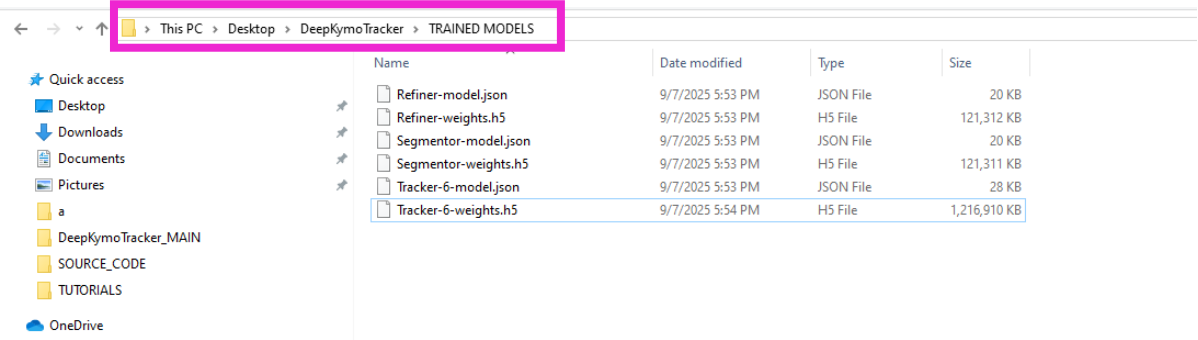 This PC > Desktop > DeepKymoTracker > TRAINED MODELS
Name Date modified Type Size
Quick access
Desktop
Downloads
Documents
Pictures
a
DeepKymoTracker_MAIN
SOURCE_CODE
TUTORIALS
OneDrive
Refiner-model.json 9/7/2025 5:53 PM JSON File 20 KB
Refiner-weights.h5 9/7/2025 5:53 PM H5 File 121,312 KB
Segmentor-model.json 9/7/2025 5:53 PM JSON File 20 KB
Segmentor-weights.h5 9/7/2025 5:53 PM H5 File 121,311 KB
Tracker-6-model.json 9/7/2025 5:53 PM JSON File 28 KB
Tracker-6-weights.h5 9/7/2025 5:54 PM H5 File 1,216,910 KB